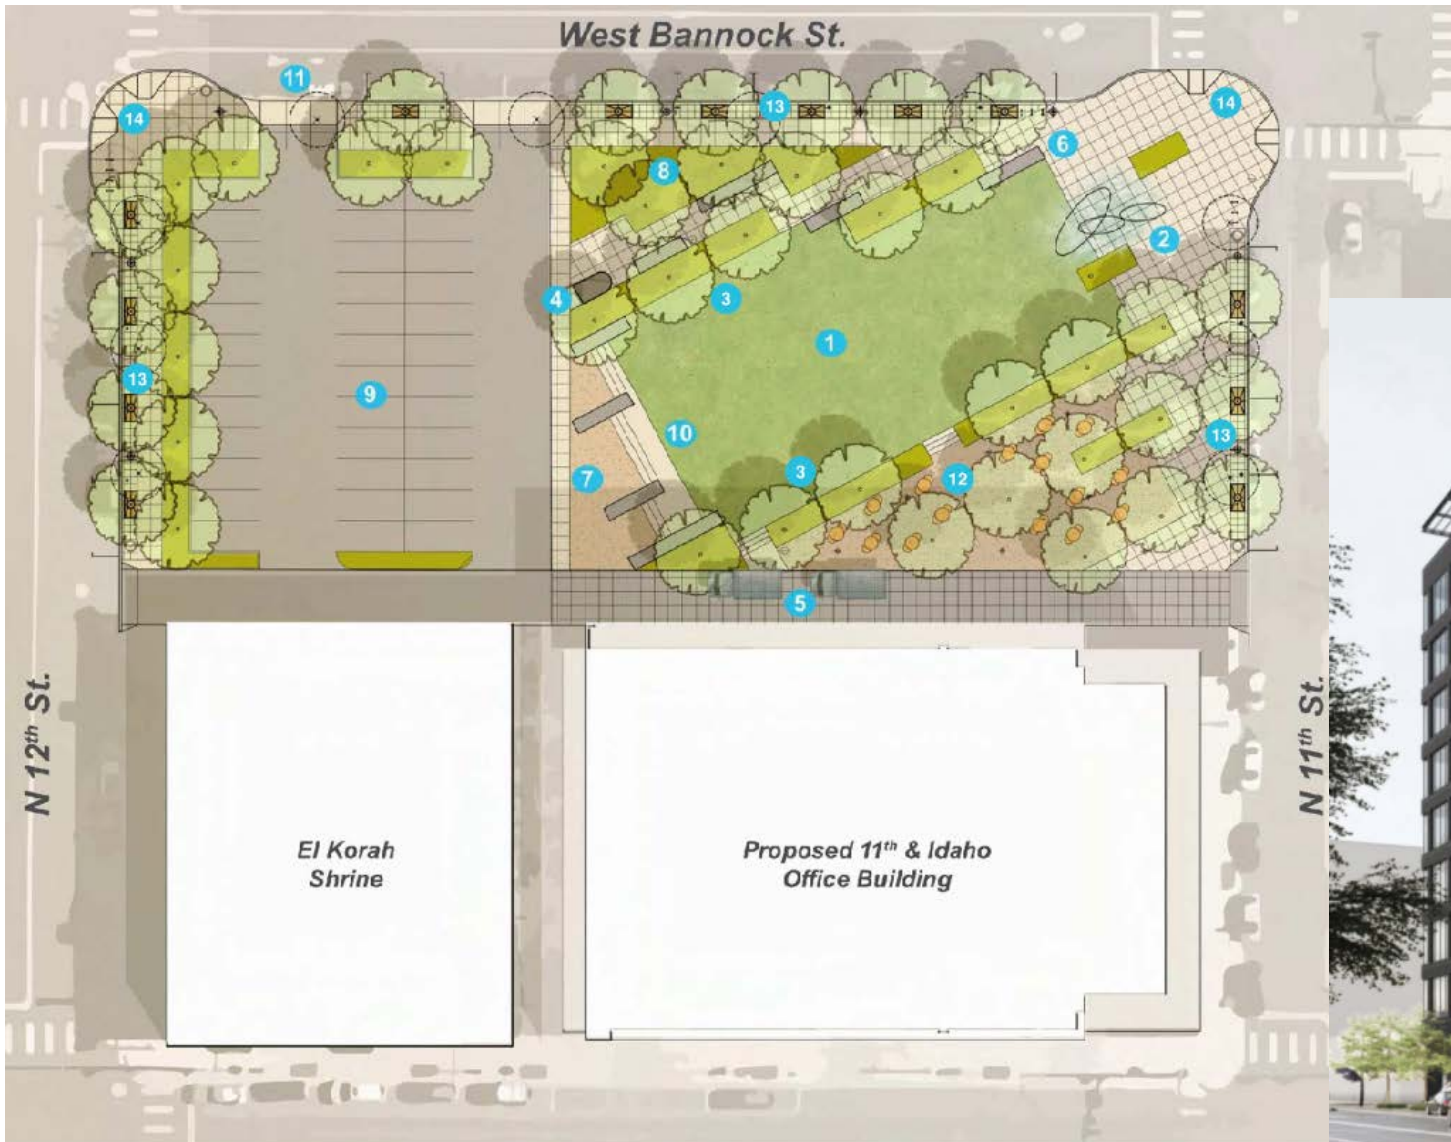 West Bannock St.
11
14
13
14
6
8
2
4
3
1
13
9
10
13
3
7
12
5
N 12th St.
N 11th St.
El Korah
Shrine
Proposed 11th & Idaho
Office Building